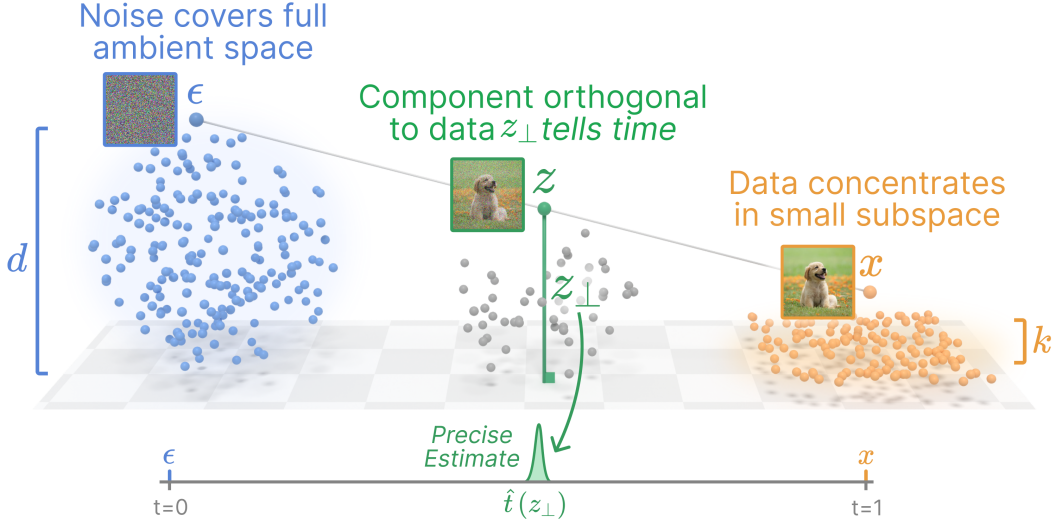 Noise covers full
ambient space
ϵ
Component orthogonal
to data z⊥ tells time
z
Data concentrates
in small subspace
x
d
z⊥
k
Precise
Estimate
ϵ
x
t=0
t̂(z⊥)
t=1